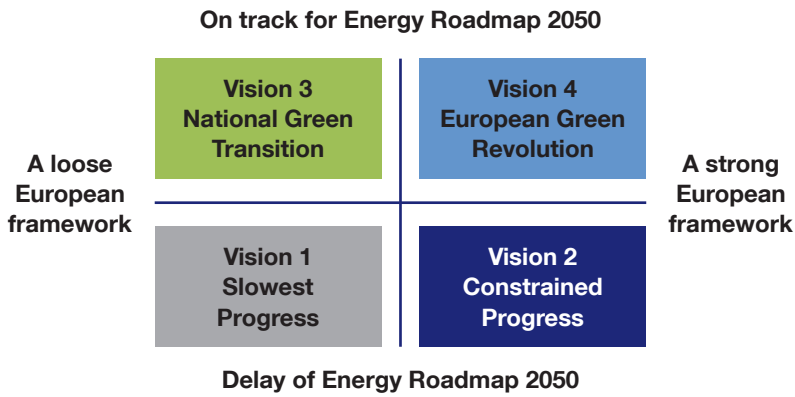 On track for Energy Roadmap 2050
Vision 3
National Green
Transition
Vision 4
European Green
Revolution
A loose
European
framework
A strong
European
framework
Vision 1
Slowest
Progress
Vision 2
Constrained
Progress
Delay of Energy Roadmap 2050